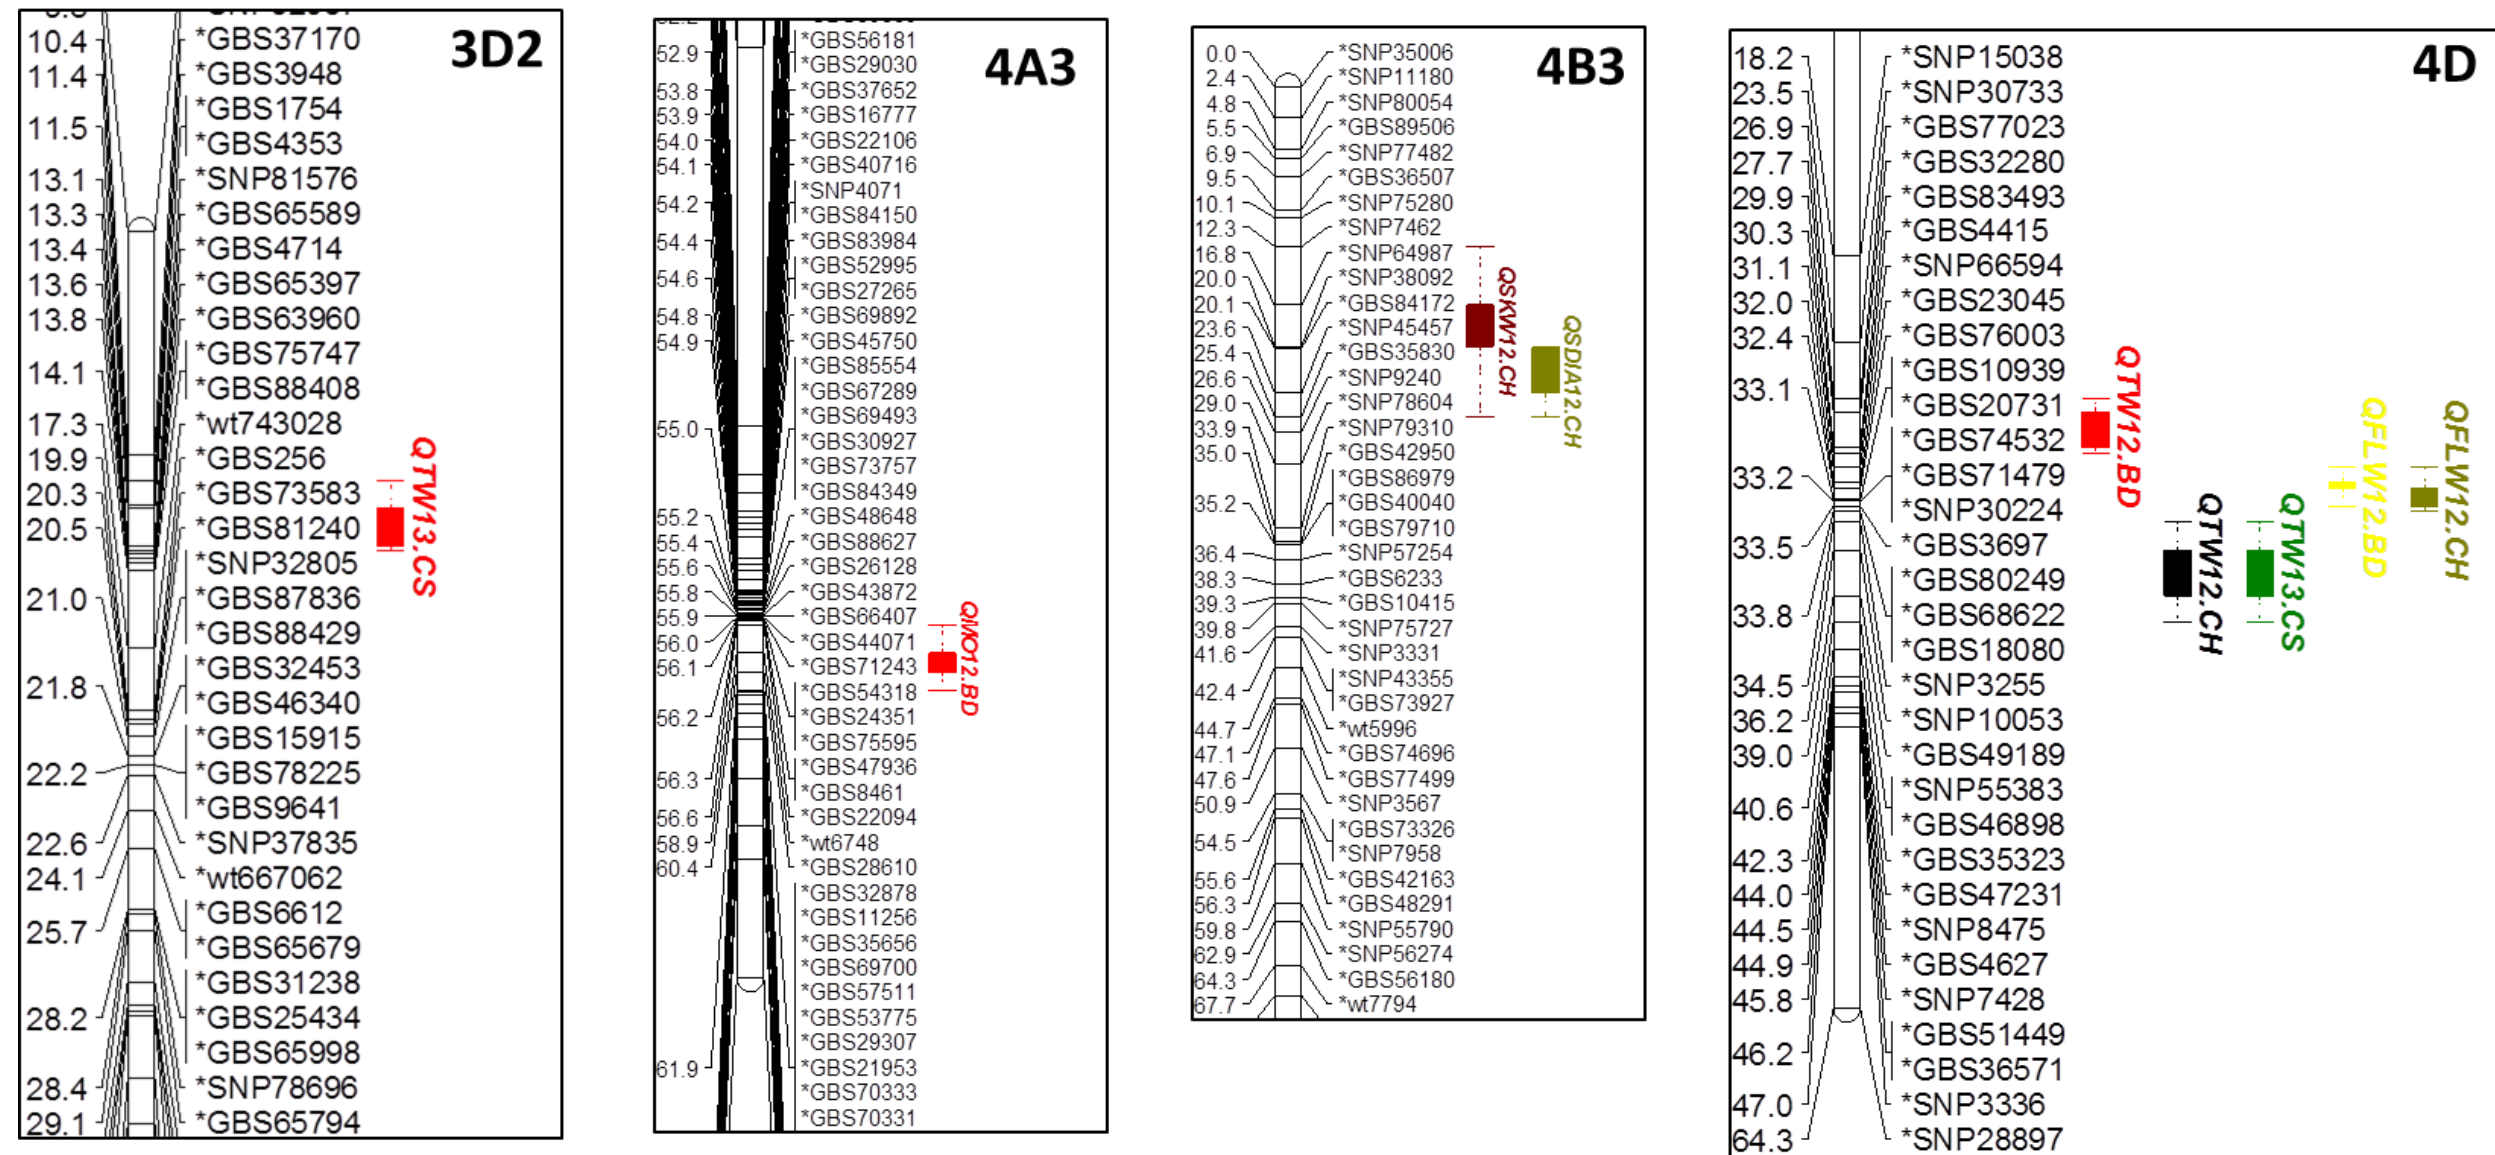 3D2
10.4 *GBS37170
11.4 *GBS3948
*GBS1754
11.5
*GBS4353
13.1 *SNP81576
13.3 *GBS65589
13.4 *GBS4714
13.6 *GBS65397
13.8 *GBS63960
*GBS75747
14.1
*GBS88408
17.3 *wt743028
19.9 *GBS256
20.3 *GBS73583
20.5 *GBS81240
*SNP32805
21.0 *GBS87836
*GBS88429
*GBS32453
21.8
*GBS46340
*GBS15915
22.2 *GBS78225
*GBS9641
22.6 *SNP37835
24.1 *wt667062
*GBS6612
25.7
*GBS65679
*GBS31238
28.2 *GBS25434
*GBS65998
28.4 *SNP78696
29.1 *GBS65794
QTW13.CS
4A3
*GBS56181
52.9
*GBS29030
53.8 *GBS37652
53.9 *GBS16777
54.0 *GBS22106
54.1 *GBS40716
*SNP4071
54.2
*GBS84150
54.4 *GBS83984
*GBS52995
54.6
*GBS27265
54.8 *GBS69892
54.9 *GBS45750
*GBS85554
*GBS67289
*GBS69493
55.0
*GBS30927
*GBS73757
*GBS84349
55.2 *GBS48648
55.4 *GBS88627
55.6 *GBS26128
55.8 *GBS43872
55.9 *GBS66407
56.0 *GBS44071
56.1 *GBS71243
*GBS54318
56.2 *GBS24351
*GBS75595
*GBS47936
56.3
*GBS8461
56.6 *GBS22094
58.9 *wt6748
60.4 *GBS28610
*GBS32878
*GBS11256
*GBS35656
*GBS69700
*GBS57511
*GBS53775
*GBS29307
61.9 *GBS21953
*GBS70333
*GBS70331
QMO12.BD
4B3
0.0 *SNP35006
2.4 *SNP11180
4.8 *SNP80054
5.5 *GBS89506
6.9 *SNP77482
9.5 *GBS36507
10.1 *SNP75280
12.3 *SNP7462
16.8 *SNP64987
20.0 *SNP38092
20.1 *GBS84172
23.6 *SNP45457
25.4 *GBS35830
26.6 *SNP9240
29.0 *SNP78604
33.9 *SNP79310
35.0 *GBS42950
*GBS86979
35.2 *GBS40040
*GBS79710
36.4 *SNP57254
38.3 *GBS6233
39.3 *GBS10415
39.8 *SNP75727
41.6 *SNP3331
*SNP43355
42.4
*GBS73927
44.7 *wt5996
47.1 *GBS74696
47.6 *GBS77499
50.9 *SNP3567
*GBS73326
54.5
*SNP7958
55.6 *GBS42163
56.3 *GBS48291
59.8 *SNP55790
62.9 *SNP56274
64.3 *GBS56180
67.7 *wt7794
QSKW12.CH
QSDIA12.CH
4D
18.2 *SNP15038
23.5 *SNP30733
26.9 *GBS77023
27.7 *GBS32280
29.9 *GBS83493
30.3 *GBS4415
31.1 *SNP66594
32.0 *GBS23045
32.4 *GBS76003
*GBS10939
33.1
*GBS20731
*GBS74532
33.2 *GBS71479
*SNP30224
33.5 *GBS3697
*GBS80249
33.8 *GBS68622
*GBS18080
34.5 *SNP3255
36.2 *SNP10053
39.0 *GBS49189
*SNP55383
40.6
*GBS46898
42.3 *GBS35323
44.0 *GBS47231
44.5 *SNP8475
44.9 *GBS4627
45.8 *SNP7428
*GBS51449
46.2
*GBS36571
47.0 *SNP3336
64.3 *SNP28897
QTW12.BD
QTW12.CH
QTW13.CS
QFLW12.BD
QFLW12.CH